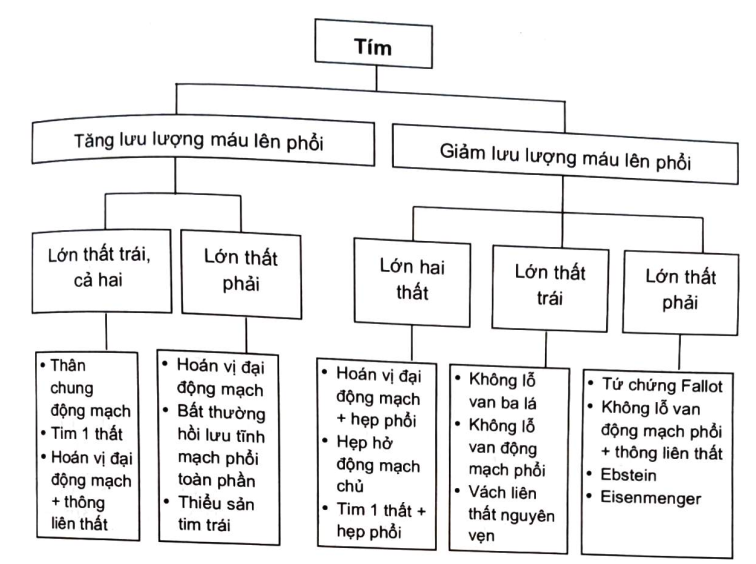 Tím
Tăng lưu lượng máu lên phổi
Giảm lưu lượng máu lên phổi
Lớn thất trái,
cả hai
Lớn thất
phải
Lớn hai
thất
Lớn thất
trái
Lớn thất
phải
• Thân
chung
động mạch
• Tim 1 thất
• Hoán vị đại
động mạch
+ thông
liên thất
• Hoán vị đại
động mạch
• Bất thường
hồi lưu tĩnh
mạch phổi
toàn phần
• Thiểu sản
tim trái
• Hoán vị đại
động mạch
+ hẹp phổi
• Hẹp hở
động mạch
chủ
• Tim 1 thất +
hẹp phổi
• Không lỗ
van ba lá
• Không lỗ
van động
mạch phổi
• Vách liên
thất nguyên
vẹn
• Tứ chứng Fallot
• Không lỗ van
động mạch phổi
+ thông liên thất
• Ebstein
• Eisenmenger